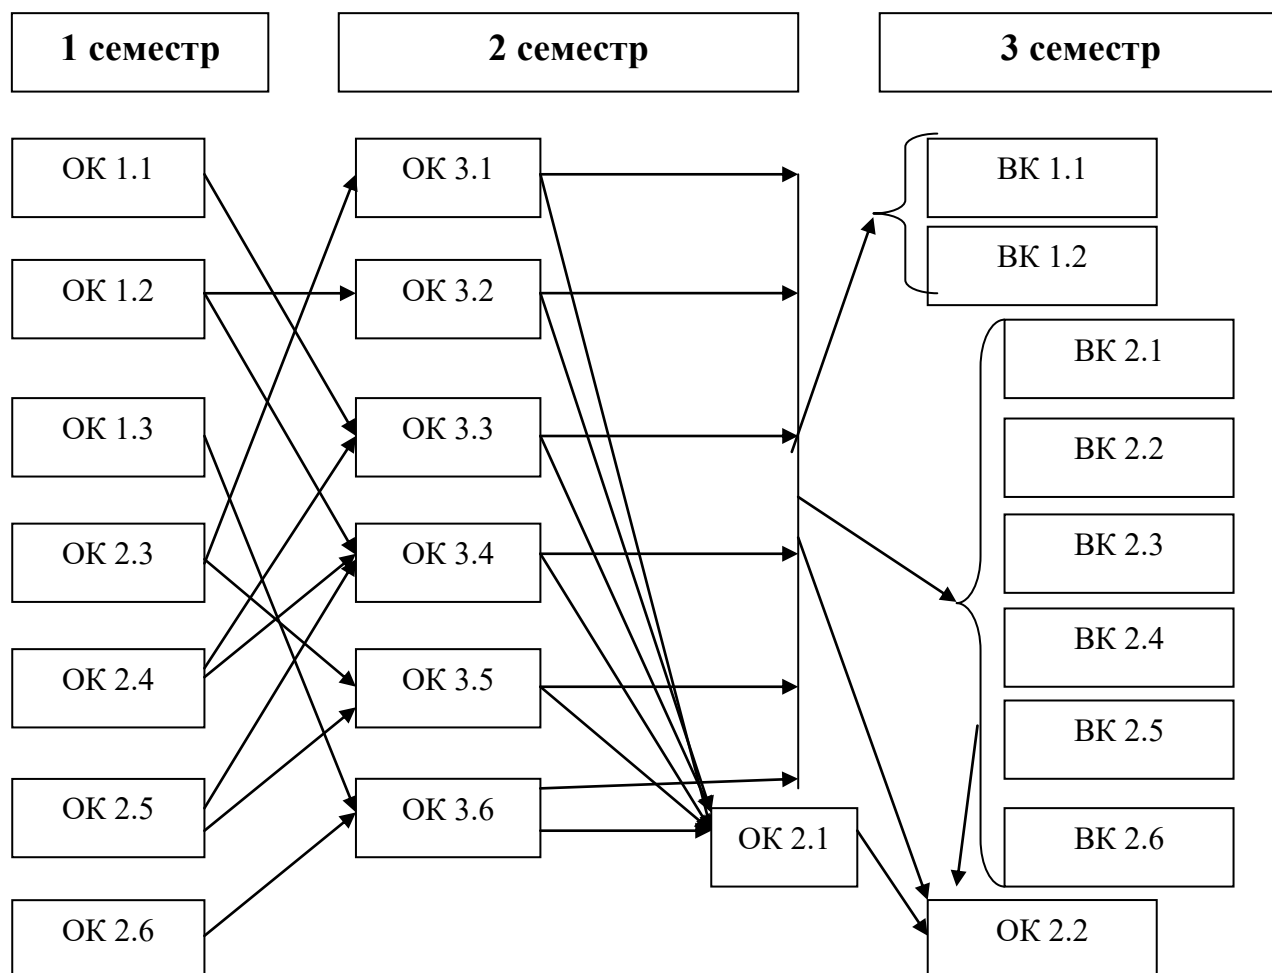 1 семестр
2 семестр
3 семестр
ОК 1.1
ОК 3.1
ВК 1.1
ОК 1.2
ОК 3.2
ВК 1.2
ВК 2.1
ОК 1.3
ОК 3.3
ВК 2.2
ОК 2.3
ОК 3.4
ВК 2.3
ОК 2.4
ОК 3.5
ВК 2.4
ВК 2.5
ОК 2.5
ОК 3.6
ОК 2.1
ВК 2.6
ОК 2.6
ОК 2.2